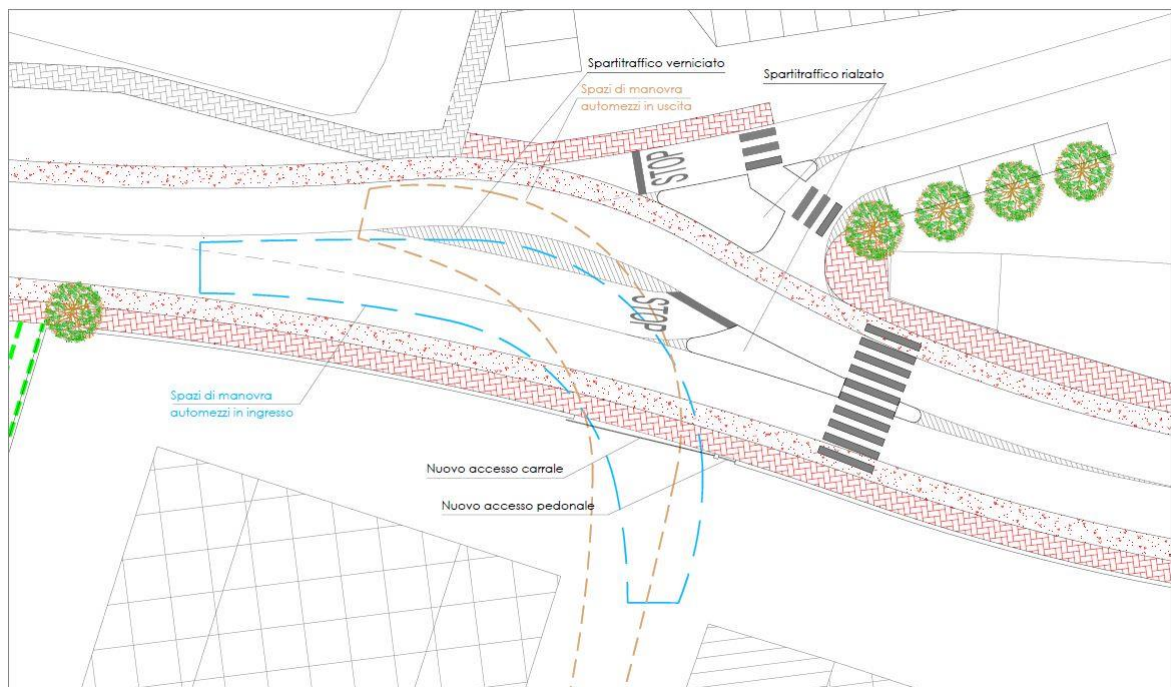 Spartitraffico verniciato
Spazi di manovra
automezzi in uscita
Spartitraffico rialzato
STOP
STOP
Spazi di manovra
automezzi in ingresso
Nuovo accesso carrale
Nuovo accesso pedonale